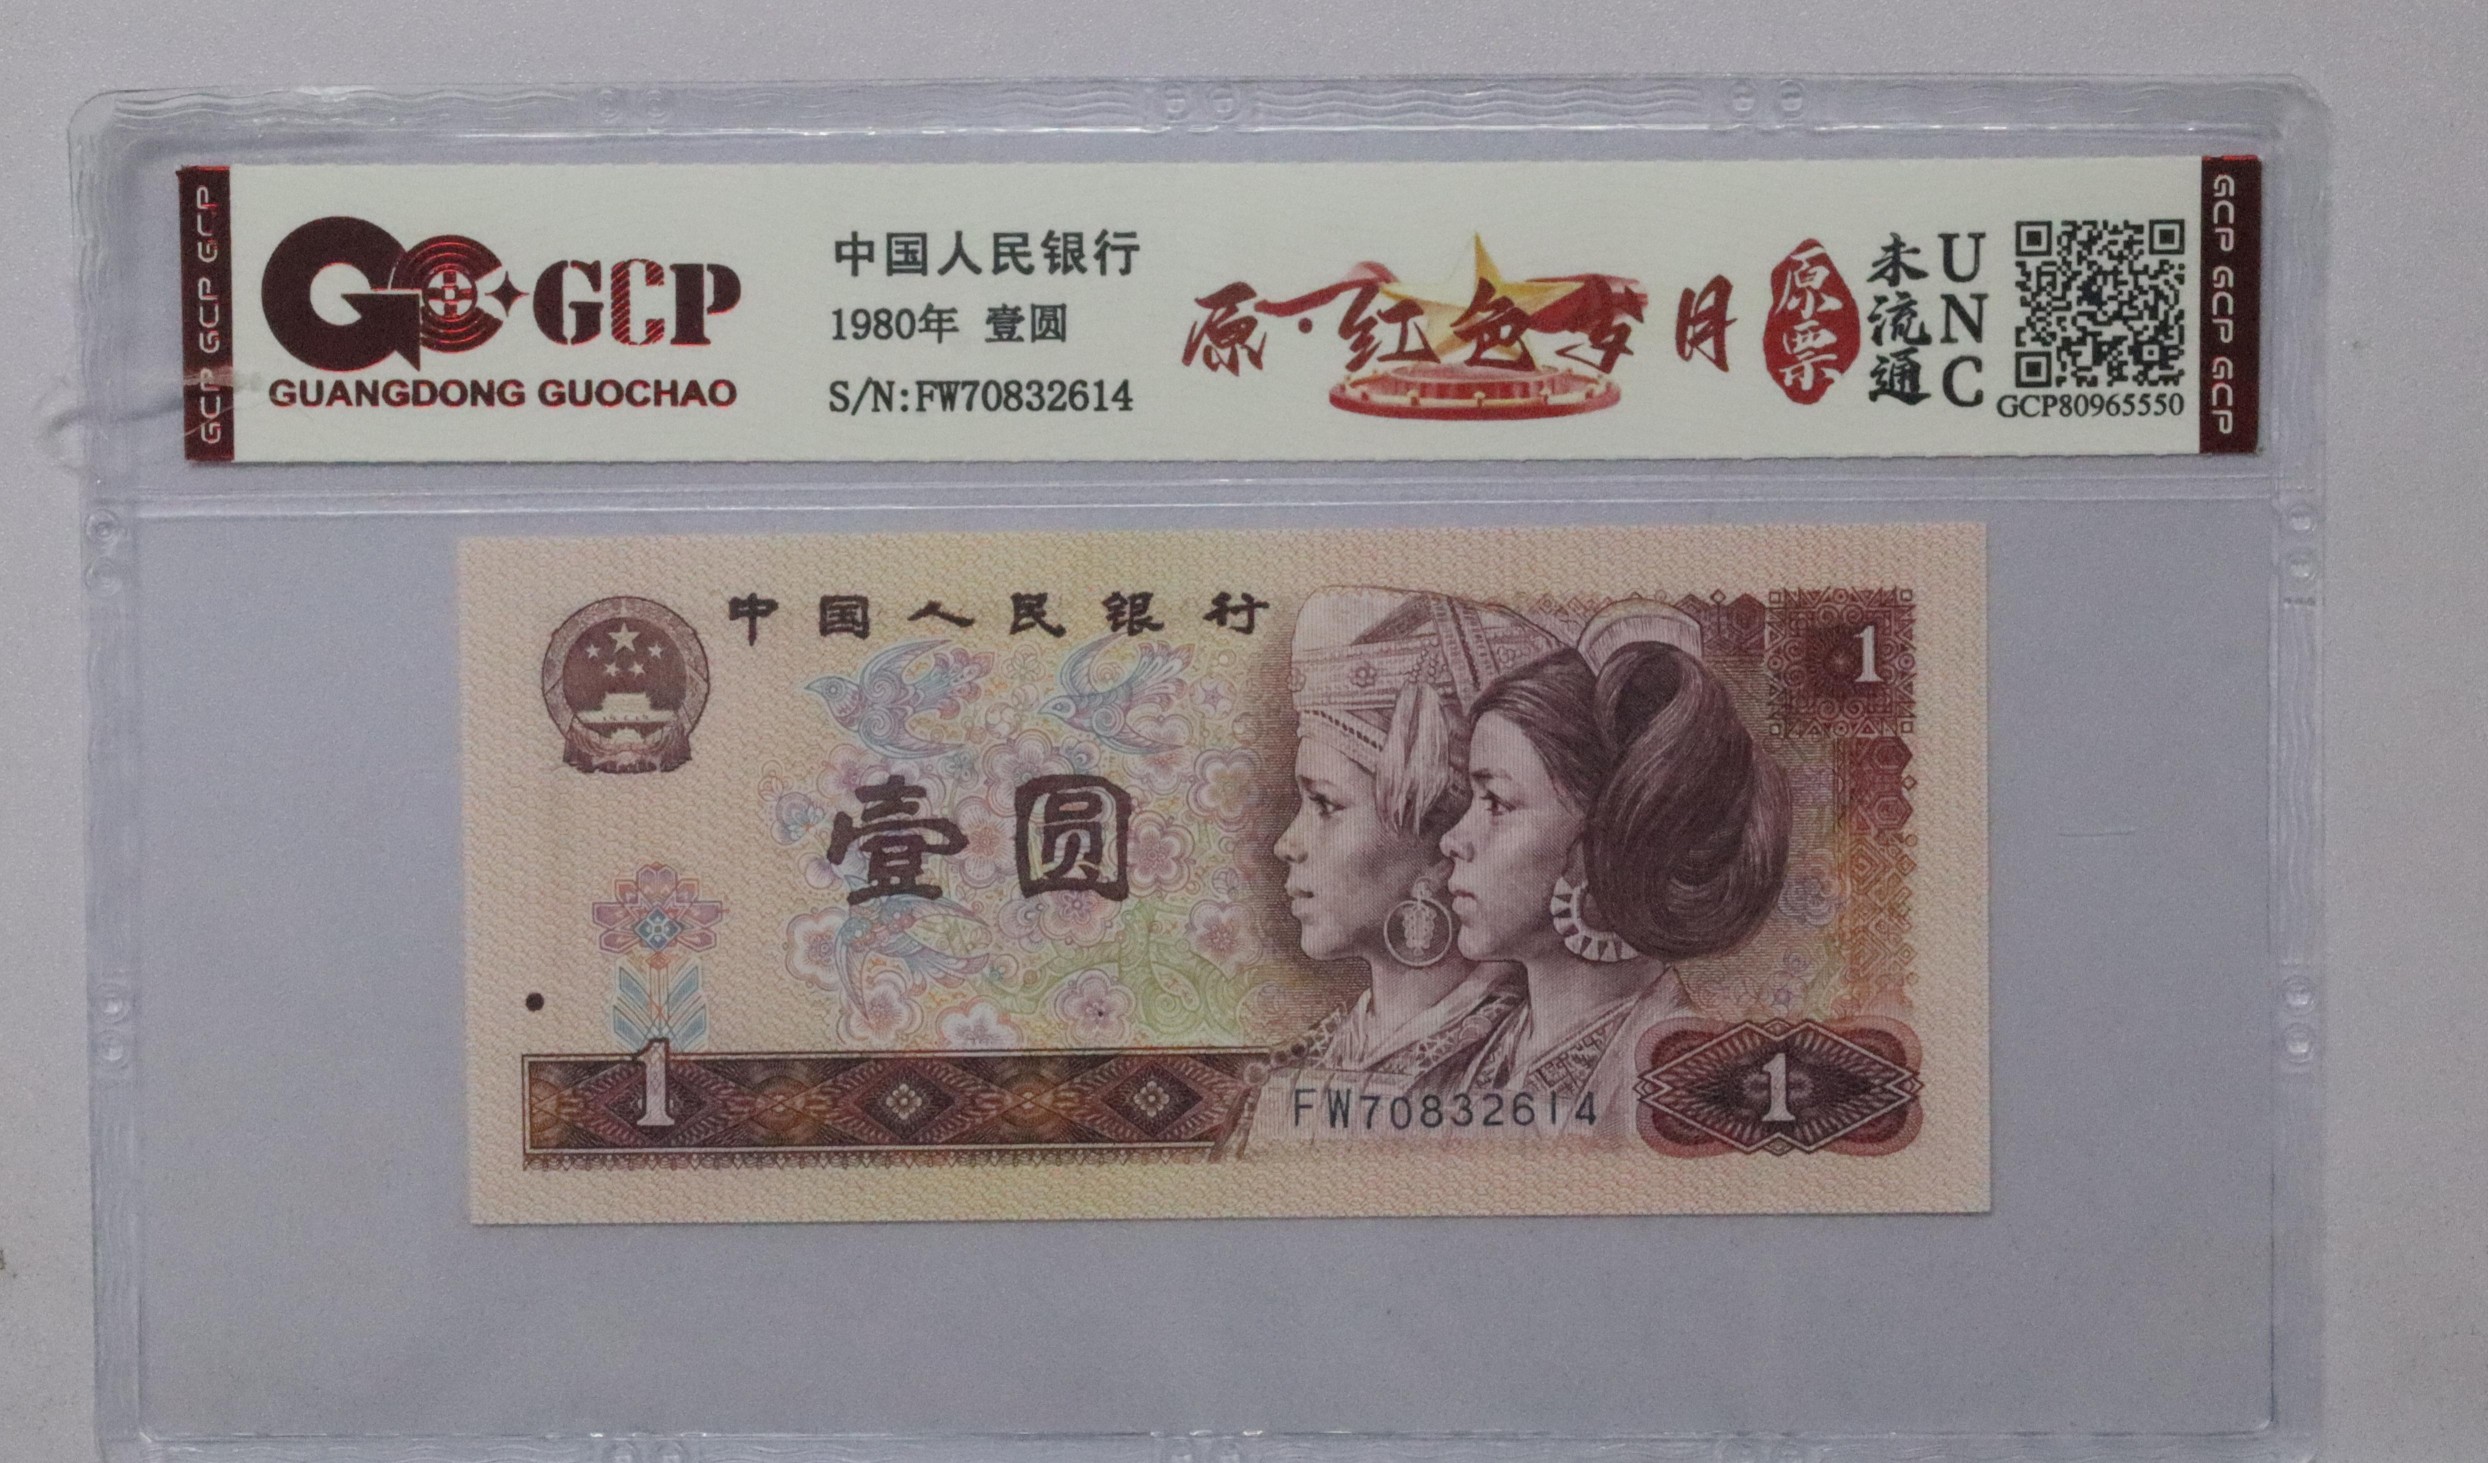 GCP GCP GCP
GCP
GUANGDONG GUOCHAO
中国人民银行
1980年 壹圆
S/N:FW70832614
原·红色岁月
原票
未流通
UNC
GCP80965550
GCP GCP GCP
中国人民银行
1
壹圆
1
FW70832614
1